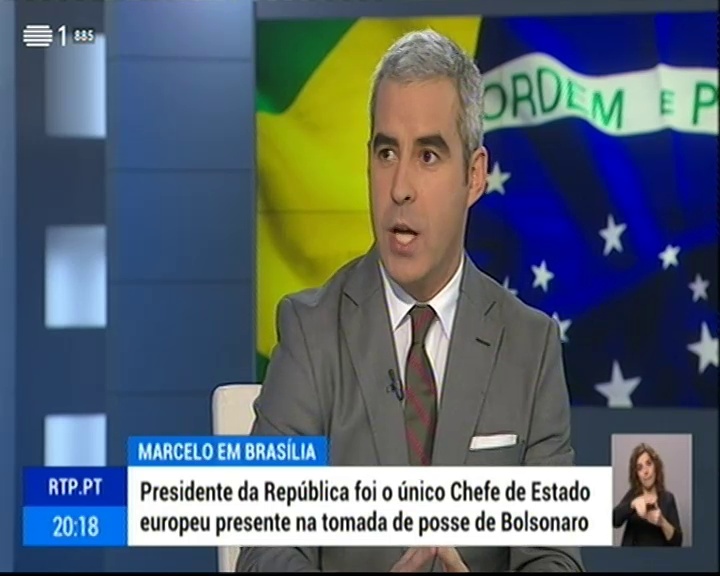 1 885
ORDEM E P
MARCELO EM BRASÍLIA
RTP.PT
Presidente da República foi o único Chefe de Estado
20:18
europeu presente na tomada de posse de Bolsonaro